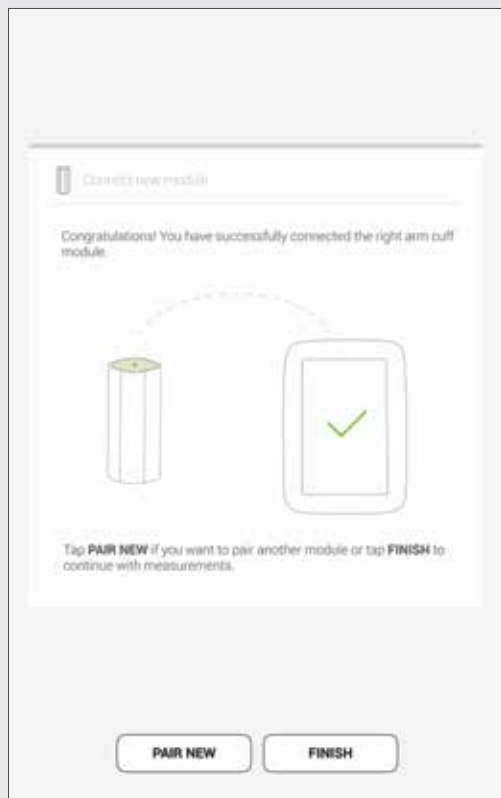 Connect new module
Congratulations! You have successfully connected the right arm cuff
module.
Tap PAIR NEW if you want to pair another module or tap FINISH to
continue with measurements.
PAIR NEW
FINISH